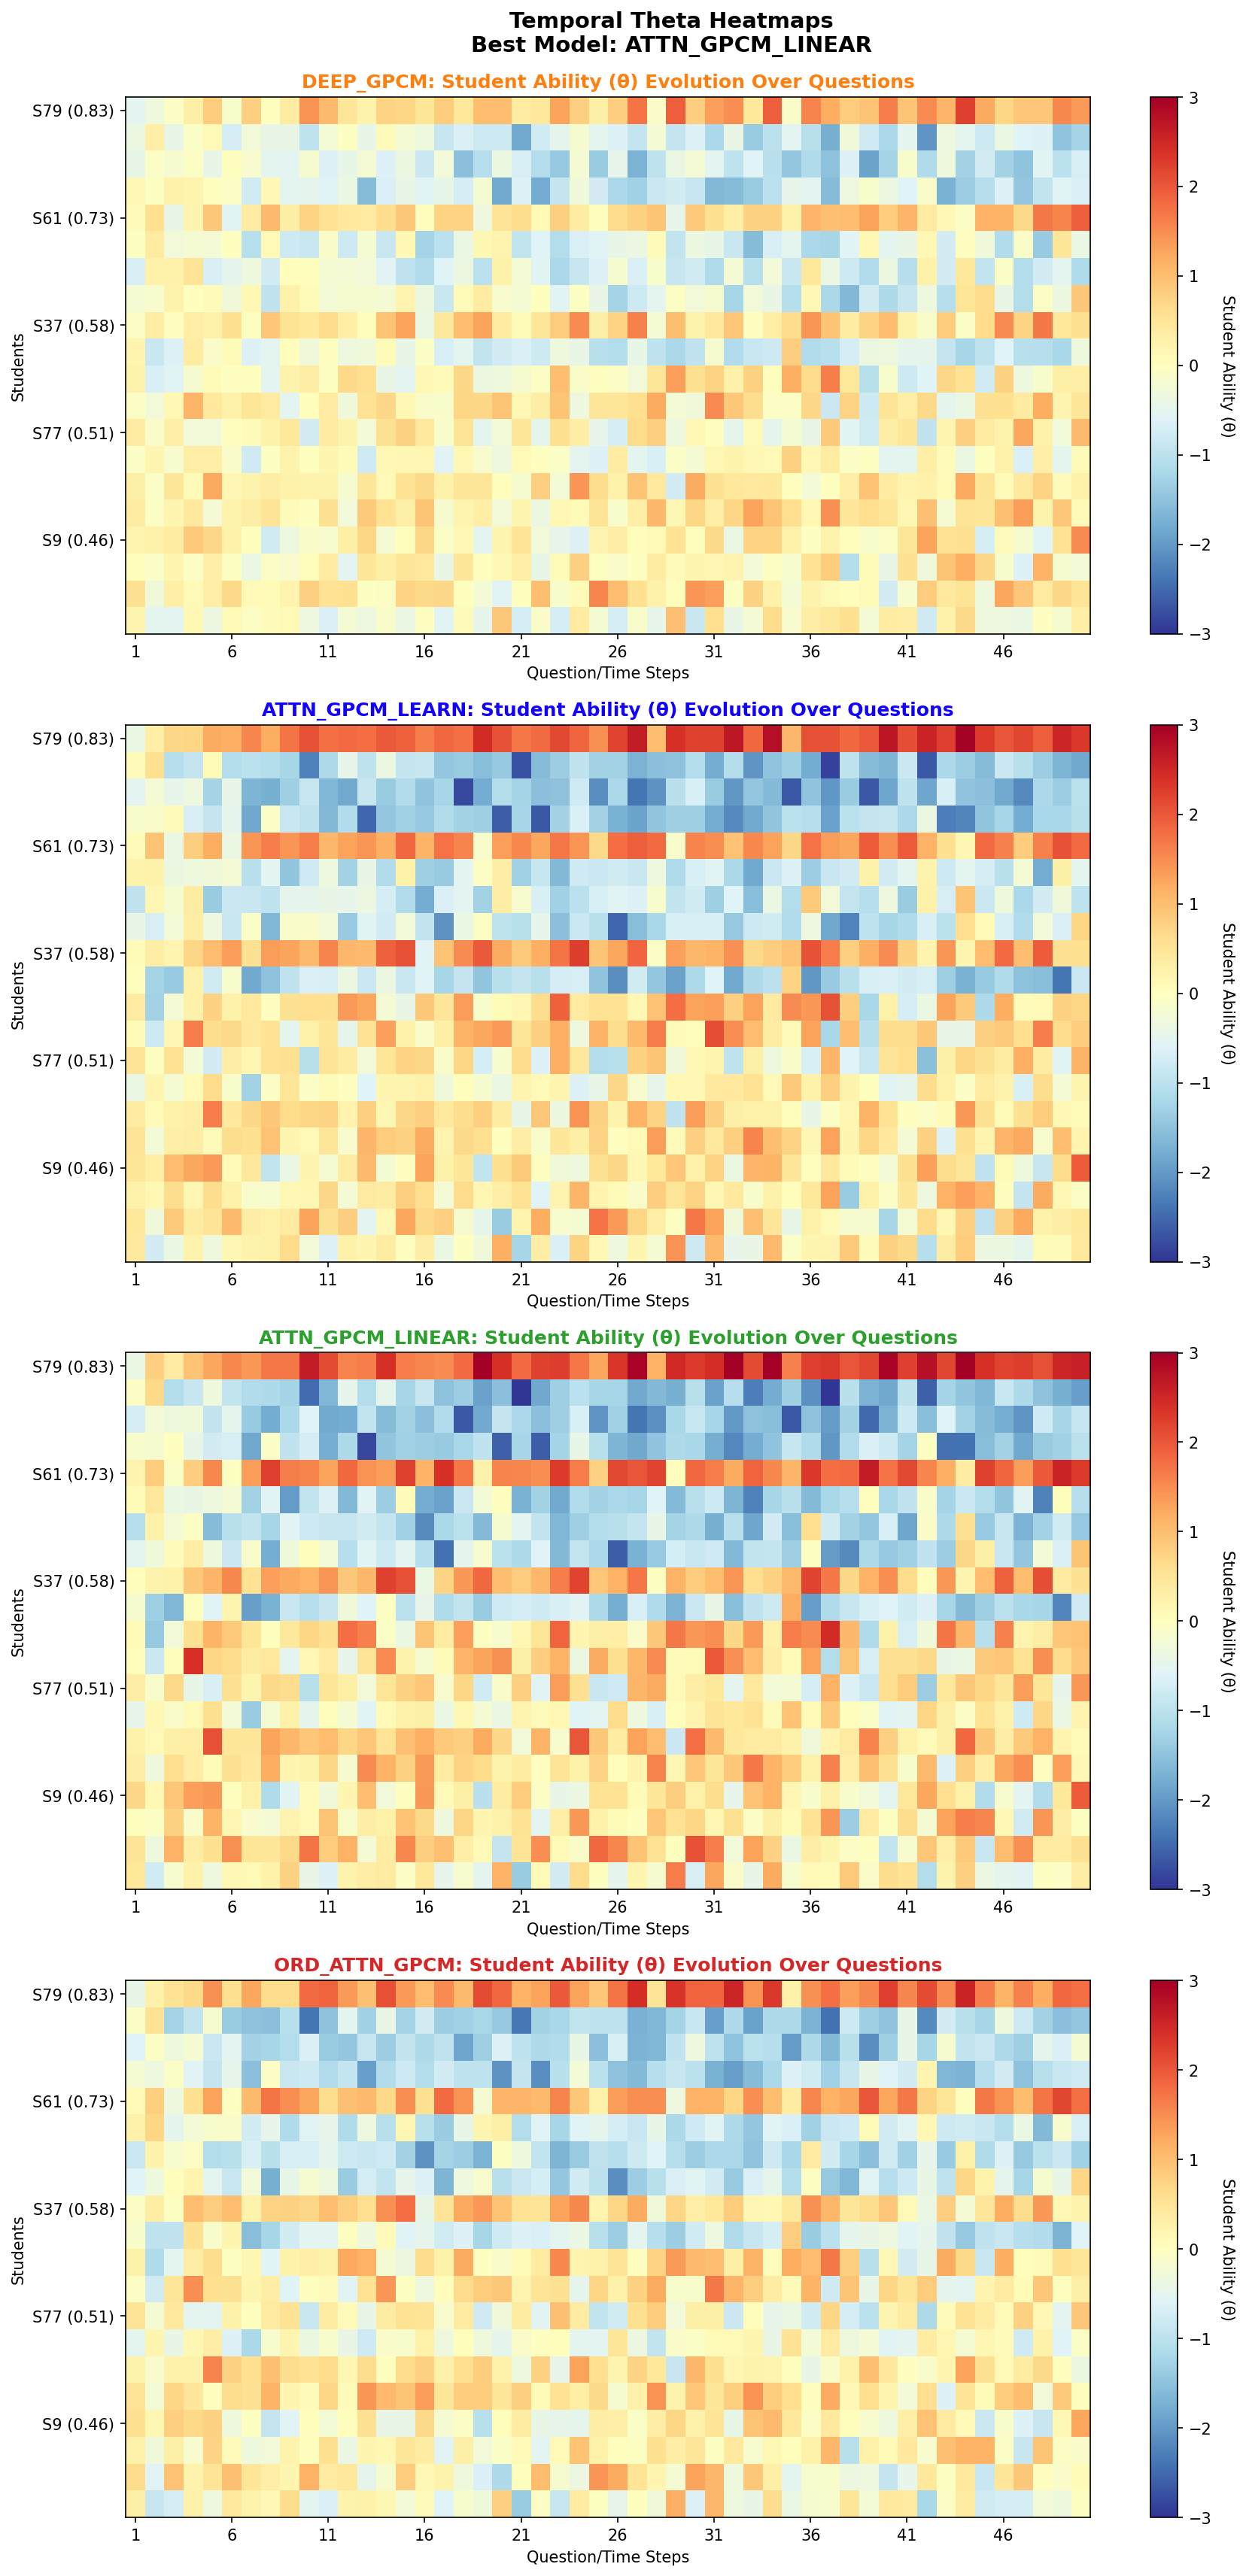 Temporal Theta Heatmaps
Best Model: ATTN_GPCM_LINEAR
DEEP_GPCM: Student Ability (θ) Evolution Over Questions
S79 (0.83)
S61 (0.73)
S37 (0.58)
S77 (0.51)
S9 (0.46)
Students
1 6 11 16 21 26 31 36 41 46
Question/Time Steps
3
2
1
0
−1
−2
−3
Student Ability (θ)
ATTN_GPCM_LEARN: Student Ability (θ) Evolution Over Questions
S79 (0.83)
S61 (0.73)
S37 (0.58)
S77 (0.51)
S9 (0.46)
Students
1 6 11 16 21 26 31 36 41 46
Question/Time Steps
3
2
1
0
−1
−2
−3
Student Ability (θ)
ATTN_GPCM_LINEAR: Student Ability (θ) Evolution Over Questions
S79 (0.83)
S61 (0.73)
S37 (0.58)
S77 (0.51)
S9 (0.46)
Students
1 6 11 16 21 26 31 36 41 46
Question/Time Steps
3
2
1
0
−1
−2
−3
Student Ability (θ)
ORD_ATTN_GPCM: Student Ability (θ) Evolution Over Questions
S79 (0.83)
S61 (0.73)
S37 (0.58)
S77 (0.51)
S9 (0.46)
Students
1 6 11 16 21 26 31 36 41 46
Question/Time Steps
3
2
1
0
−1
−2
−3
Student Ability (θ)